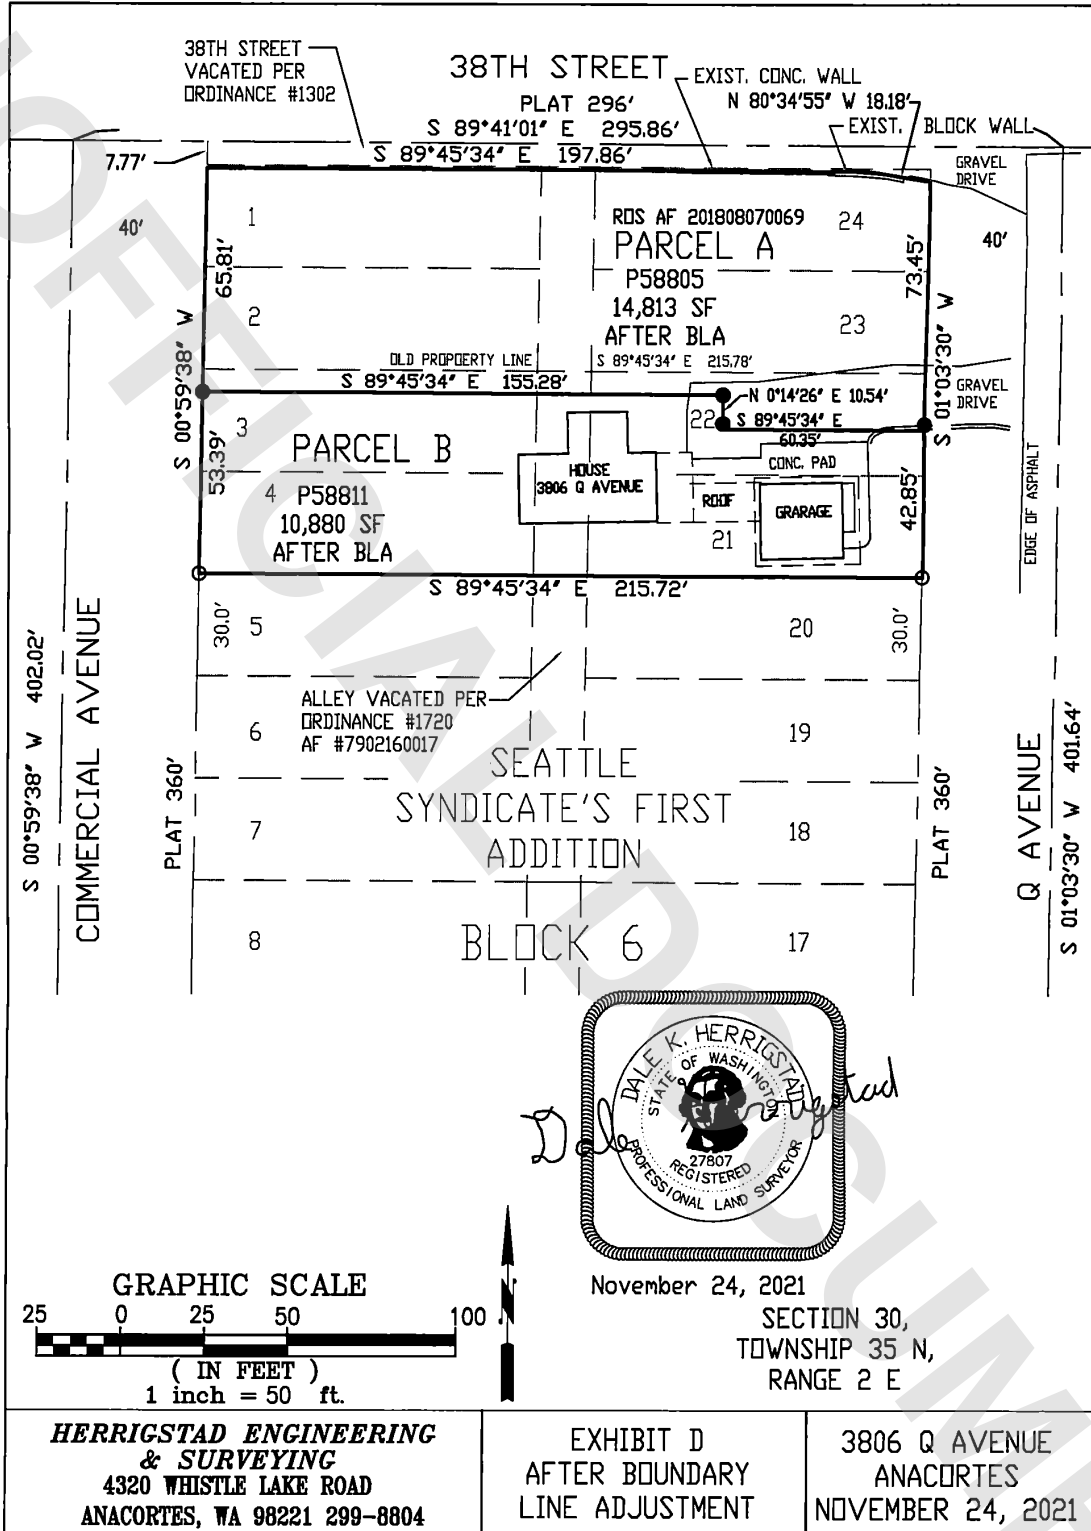 38TH STREET
VACATED PER
ORDINANCE #1302
38TH STREET
PLAT 296'
S 89°41'01" E 295.86'
S 89°45'34" E 197.86'
EXIST. CONC. WALL
N 80°34'55" W 18.18'
EXIST. BLOCK WALL
7.77'
GRAVEL
DRIVE
40'
1
65.81'
ROS AF 201808070069
PARCEL A
P58805
14,813 SF
AFTER BLA
24
73.45'
40'
2
23
OLD PROPOERTY LINE
S 89°45'34" E 215.78'
S 89°45'34" E 155.28'
N 0°14'26" E 10.54'
S 89°45'34" E
60.35'
GRAVEL
DRIVE
S 00°59'38" W
S 01°03'30" W
3
22
53.39'
PARCEL B
4 P58811
10,880 SF
AFTER BLA
HOUSE
3806 Q AVENUE
CONC. PAD
ROOF
GRARAGE
21
42.85'
EDGE OF ASPHALT
S 89°45'34" E 215.72'
30.0'
5
20
30.0'
ALLEY VACATED PER
ORDINANCE #1720
AF #7902160017
6
19
S 00°59'38" W 402.02'
COMMERCIAL AVENUE
PLAT 360'
SEATTLE
SYNDICATE'S FIRST
ADDITION
7
18
PLAT 360'
Q AVENUE
S 01°03'30" W 401.64'
8
BLOCK 6
17
DALE K. HERRIGSTAD
STATE OF WASHINGTON
27807
REGISTERED
PROFESSIONAL LAND SURVEYOR
Dale Herrigstad
November 24, 2021
GRAPHIC SCALE
25 0 25 50 100
( IN FEET )
1 inch = 50 ft.
N
SECTION 30,
TOWNSHIP 35 N,
RANGE 2 E
HERRIGSTAD ENGINEERING
& SURVEYING
4320 WHISTLE LAKE ROAD
ANACORTES, WA 98221 299-8804
EXHIBIT D
AFTER BOUNDARY
LINE ADJUSTMENT
3806 Q AVENUE
ANACORTES
NOVEMBER 24, 2021